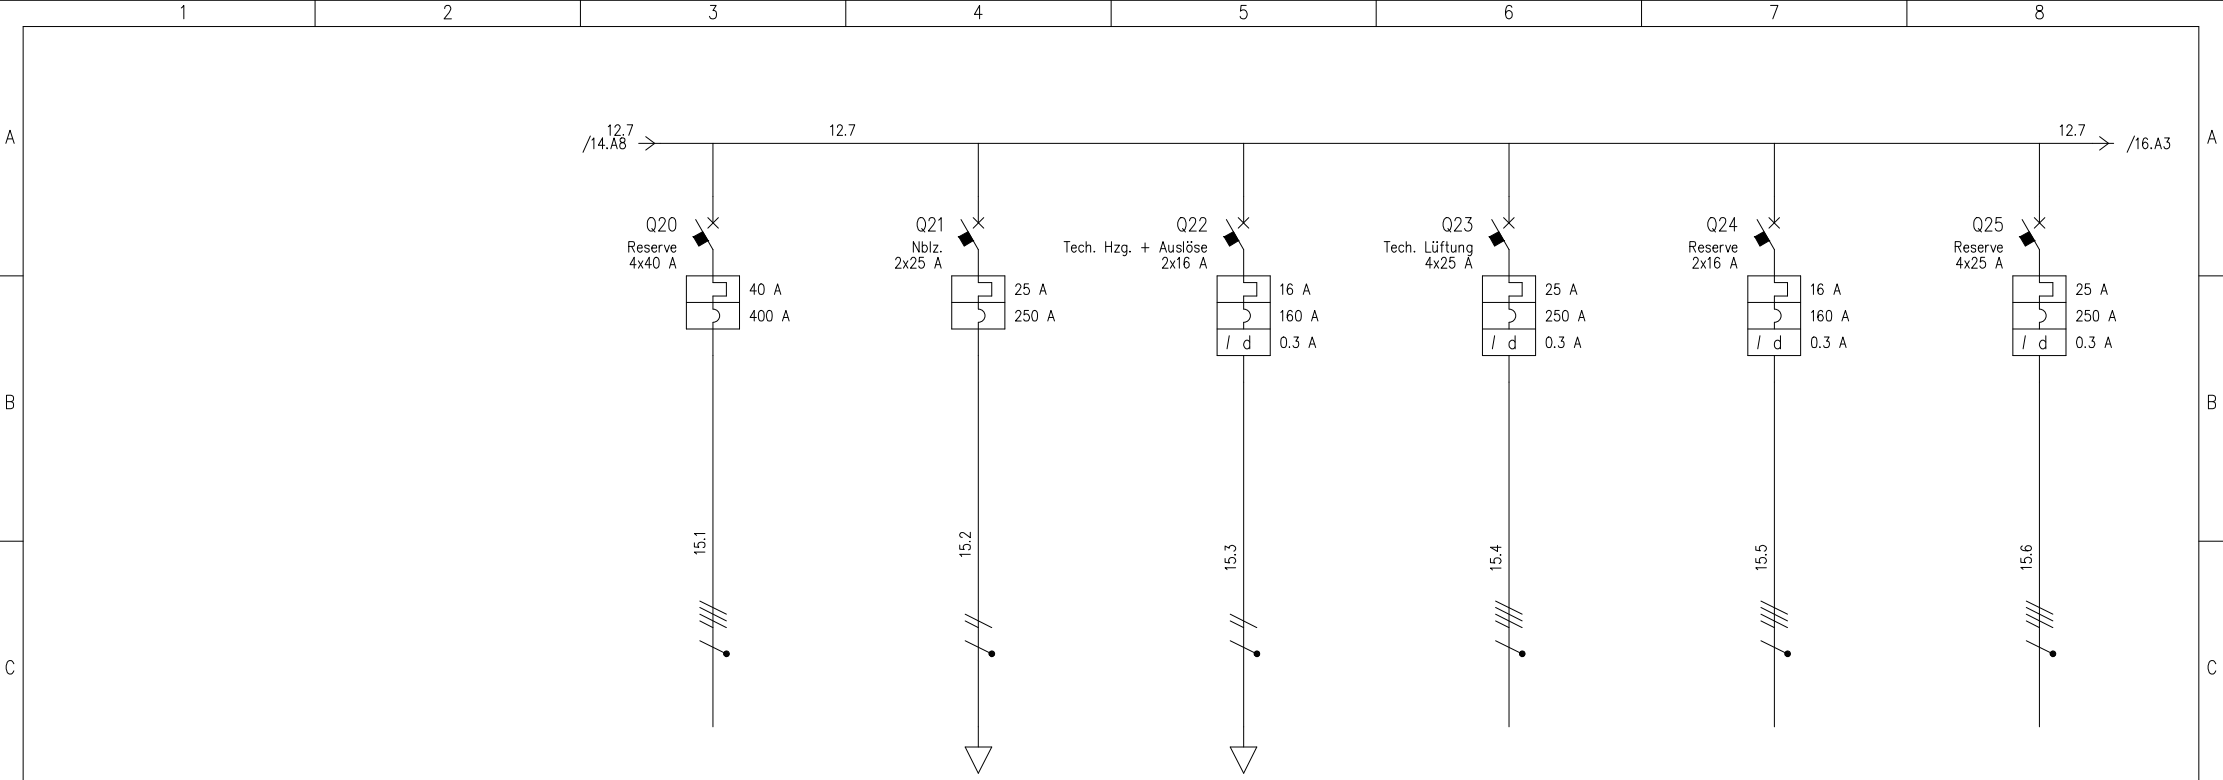 1 2 3 4 5 6 7 8
A A
12.7 12.7 12.7
/14.A8 /16.A3
Q20
Reserve
4x40 A
40 A
400 A
Q21
Nblz.
2x25 A
25 A
250 A
Q22
Tech. Hzg. + Auslöse
2x16 A
16 A
160 A
I d 0.3 A
Q23
Tech. Lüftung
4x25 A
25 A
250 A
I d 0.3 A
Q24
Reserve
2x16 A
16 A
160 A
I d 0.3 A
Q25
Reserve
4x25 A
25 A
250 A
I d 0.3 A
B B
15.1
15.2
15.3
15.4
15.5
15.6
C C